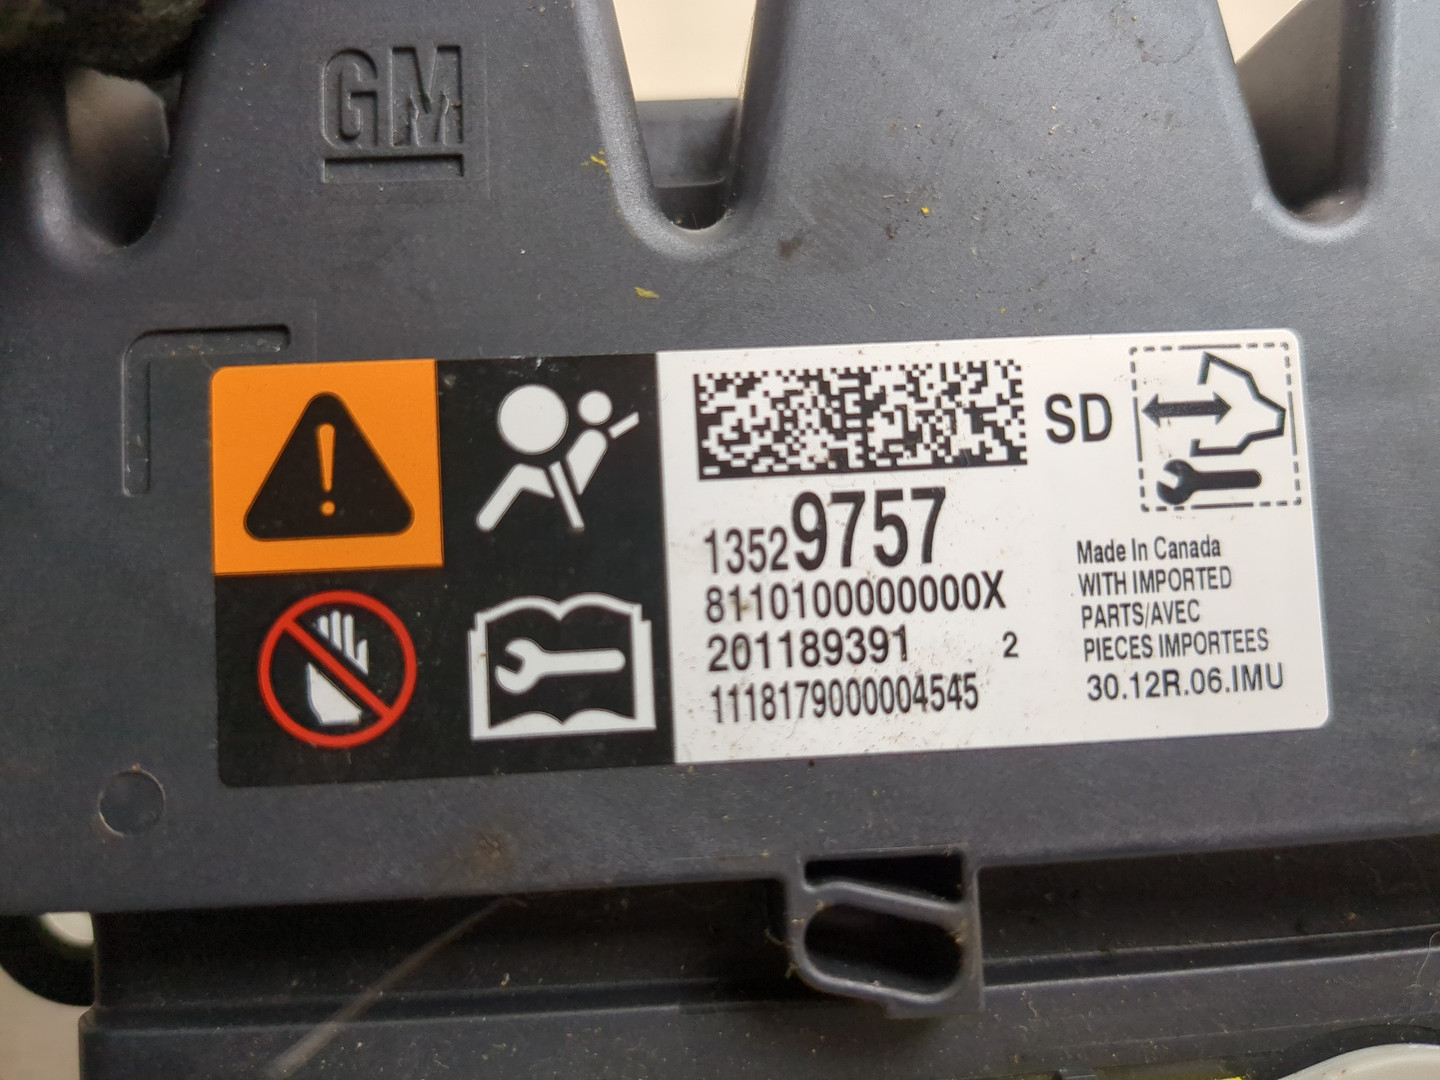 GM
SD
13529757
8110100000000X
201189391 2
1118179000004545
Made In Canada
WITH IMPORTED
PARTS/AVEC
PIECES IMPORTEES
30.12R.06.IMU